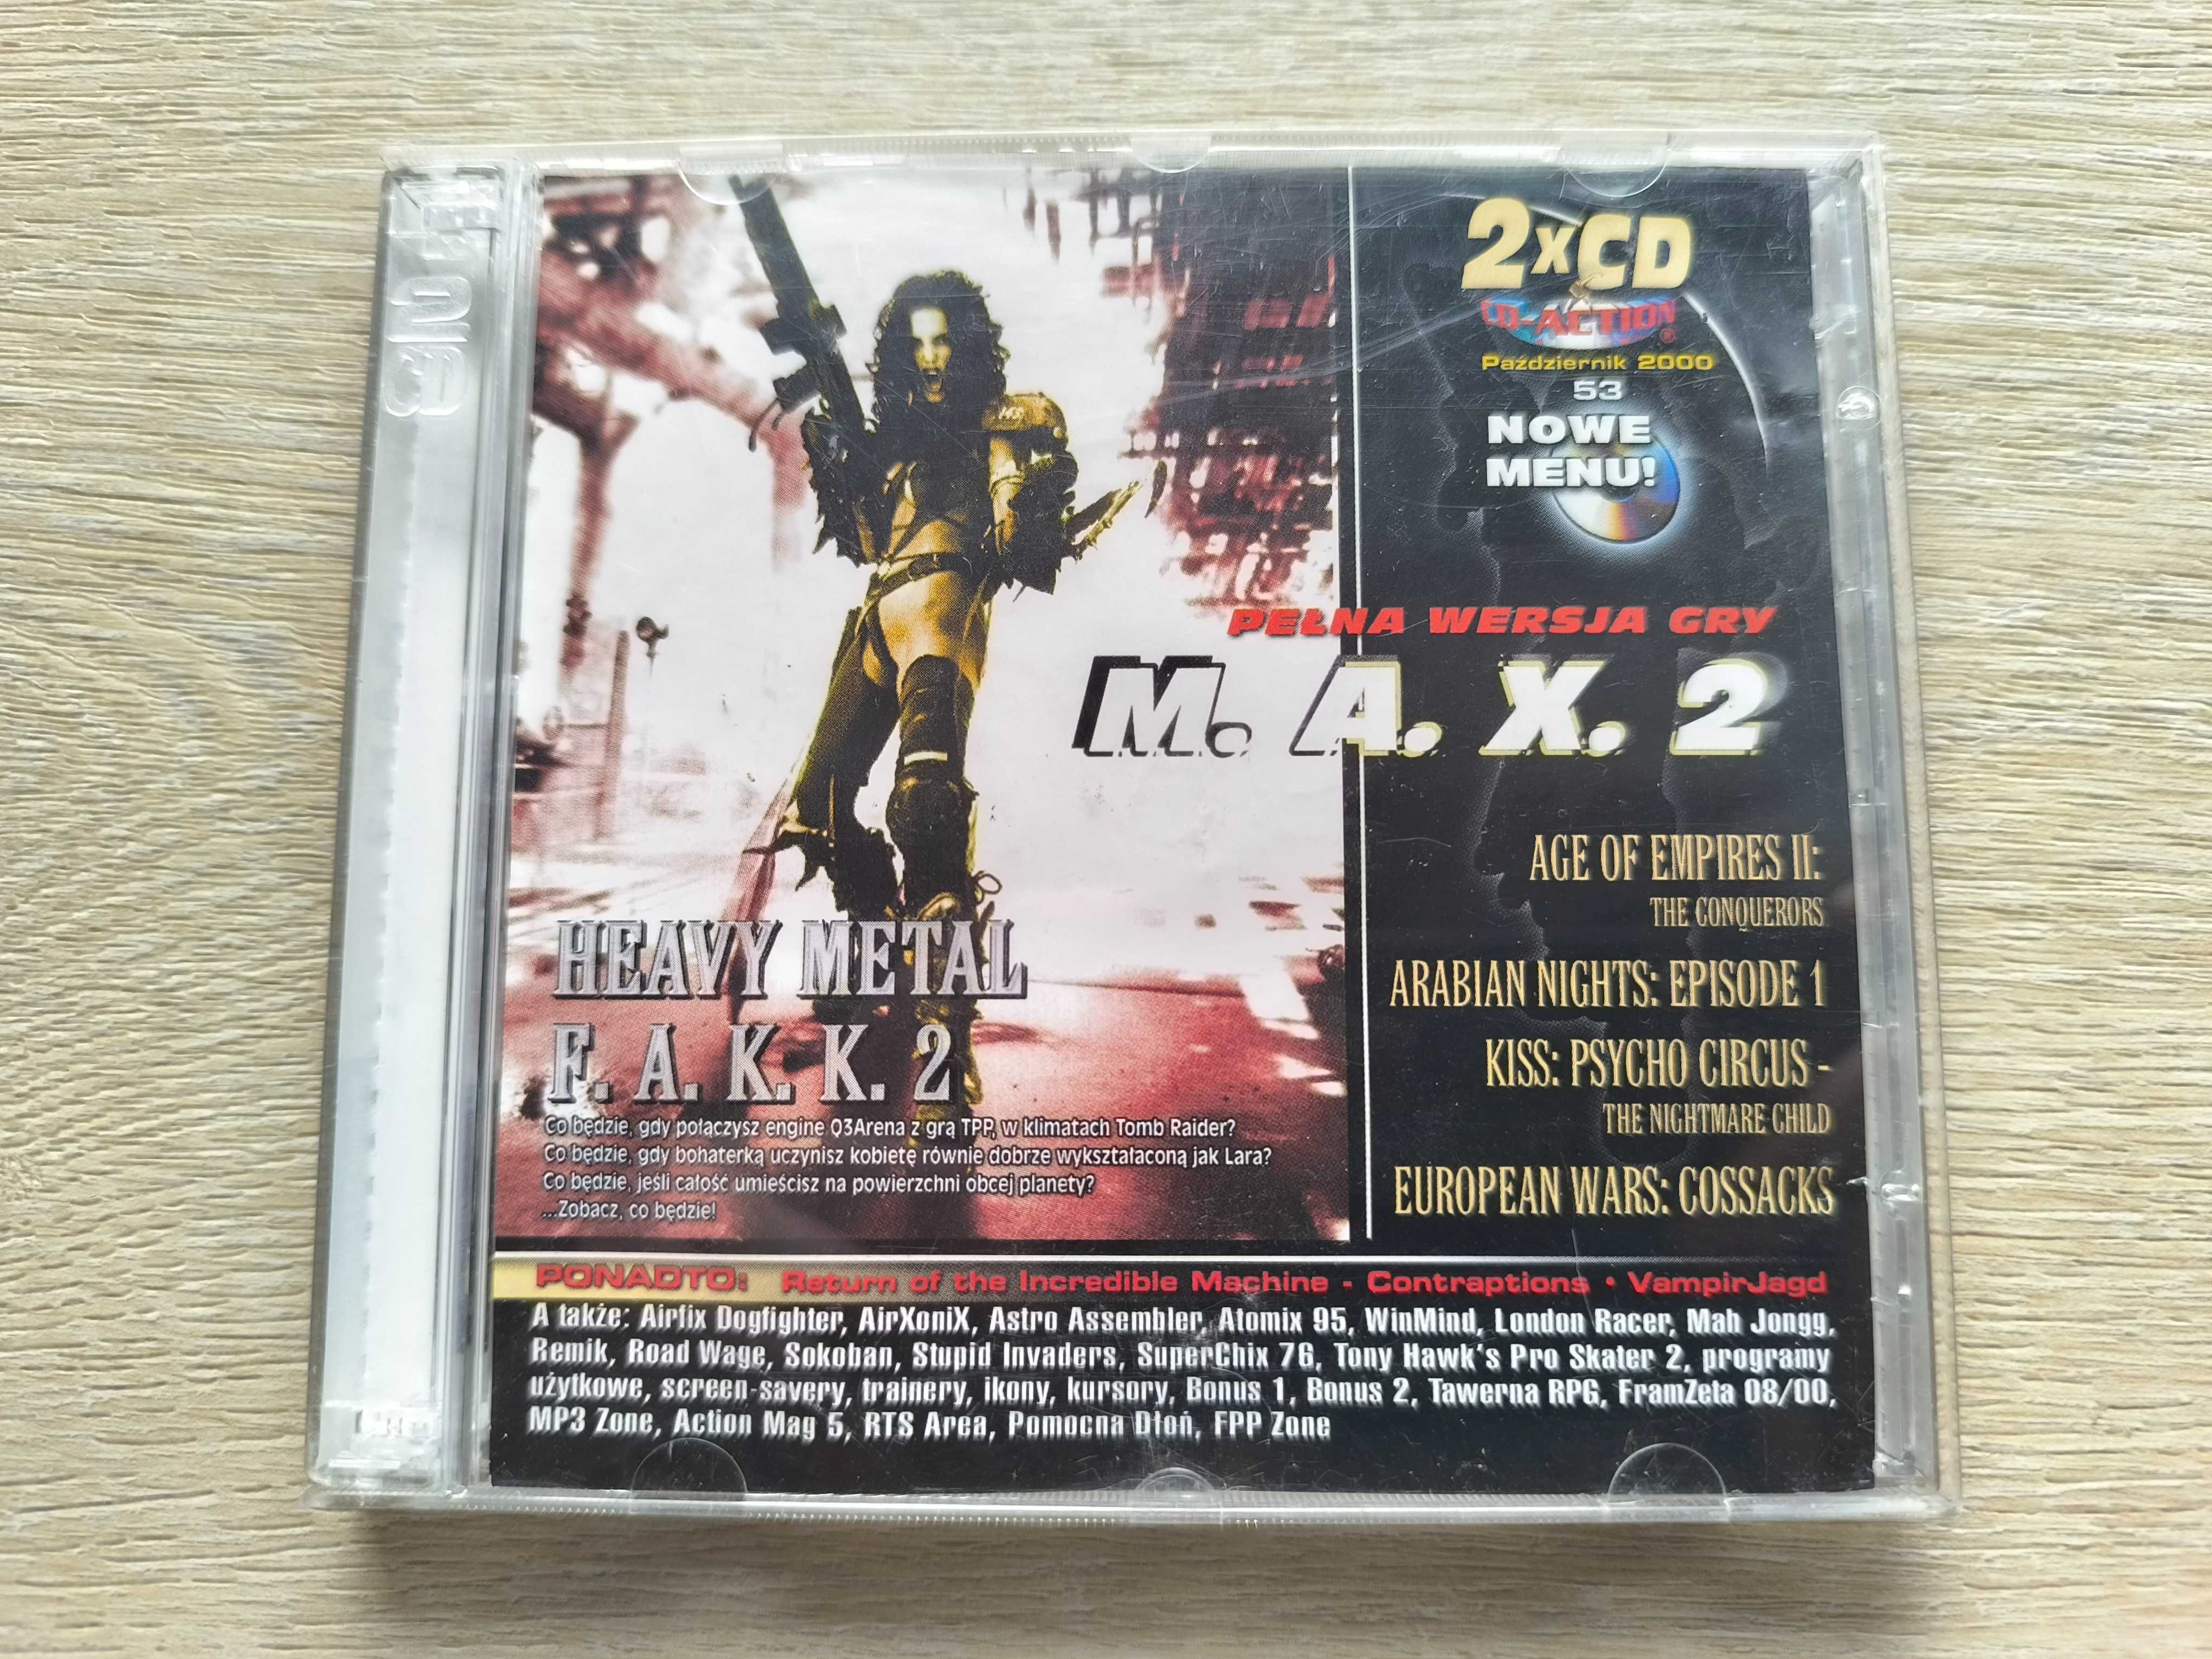 2xCD
CD-ACTION®
Październik 2000
53
NOWE
MENU!
PEŁNA WERSJA GRY
M. A. X. 2
AGE OF EMPIRES II:
THE CONQUERORS
ARABIAN NIGHTS: EPISODE 1
KISS: PSYCHO CIRCUS -
THE NIGHTMARE CHILD
EUROPEAN WARS: COSSACKS
HEAVY METAL
F. A. K. K. 2
Co będzie, gdy połączysz engine Q3Arena z grą TPP, w klimatach Tomb Raider?
Co będzie, gdy bohaterką uczynisz kobietę równie dobrze wykształaconą jak Lara?
Co będzie, jeśli całość umieścisz na powierzchni obcej planety?
...Zobacz, co będzie!
PONADTO: Return of the Incredible Machine - Contraptions • VampirJagd
A także: Airfix Dogfighter, AirXoniX, Astro Assembler, Atomix 95, WinMind, London Racer, Mah Jongg,
Remik, Road Wage, Sokoban, Stupid Invaders, SuperChix 76, Tony Hawk's Pro Skater 2, programy
użytkowe, screen-savery, trainery, ikony, kursory, Bonus 1, Bonus 2, Tawerna RPG, FramZeta 08/00,
MP3 Zone, Action Mag 5, RTS Area, Pomocna Dłoń, FPP Zone